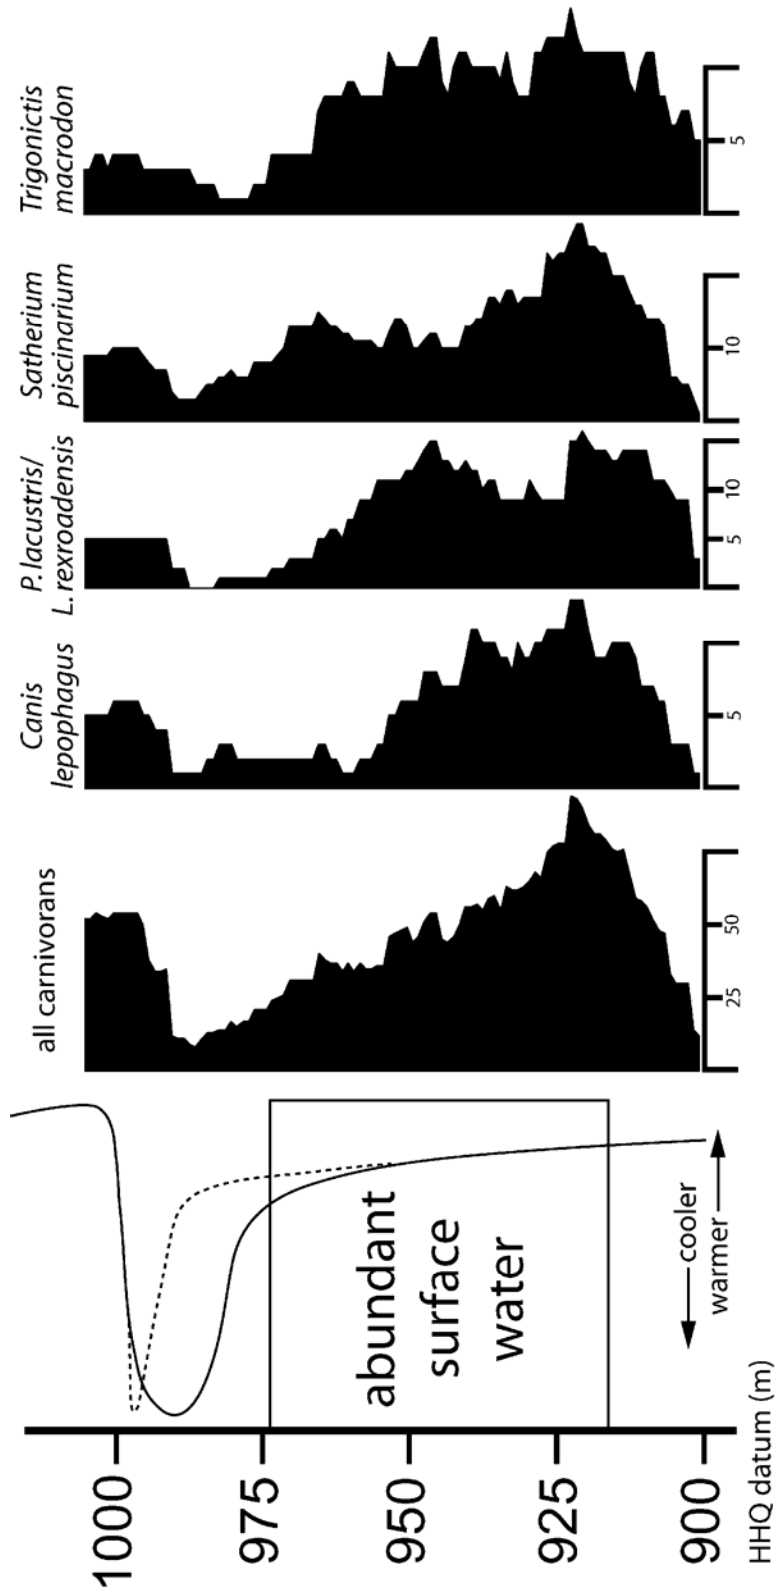 HHQ datum (m)
1000
975
950
925
900
abundant
surface
water
cooler
warmer
all carnivorans
25
50
Canis
lepophagus
5
P. lacustris/
L. rexroadensis
5
10
Satherium
piscinarium
10
Trigonictis
macrodon
5